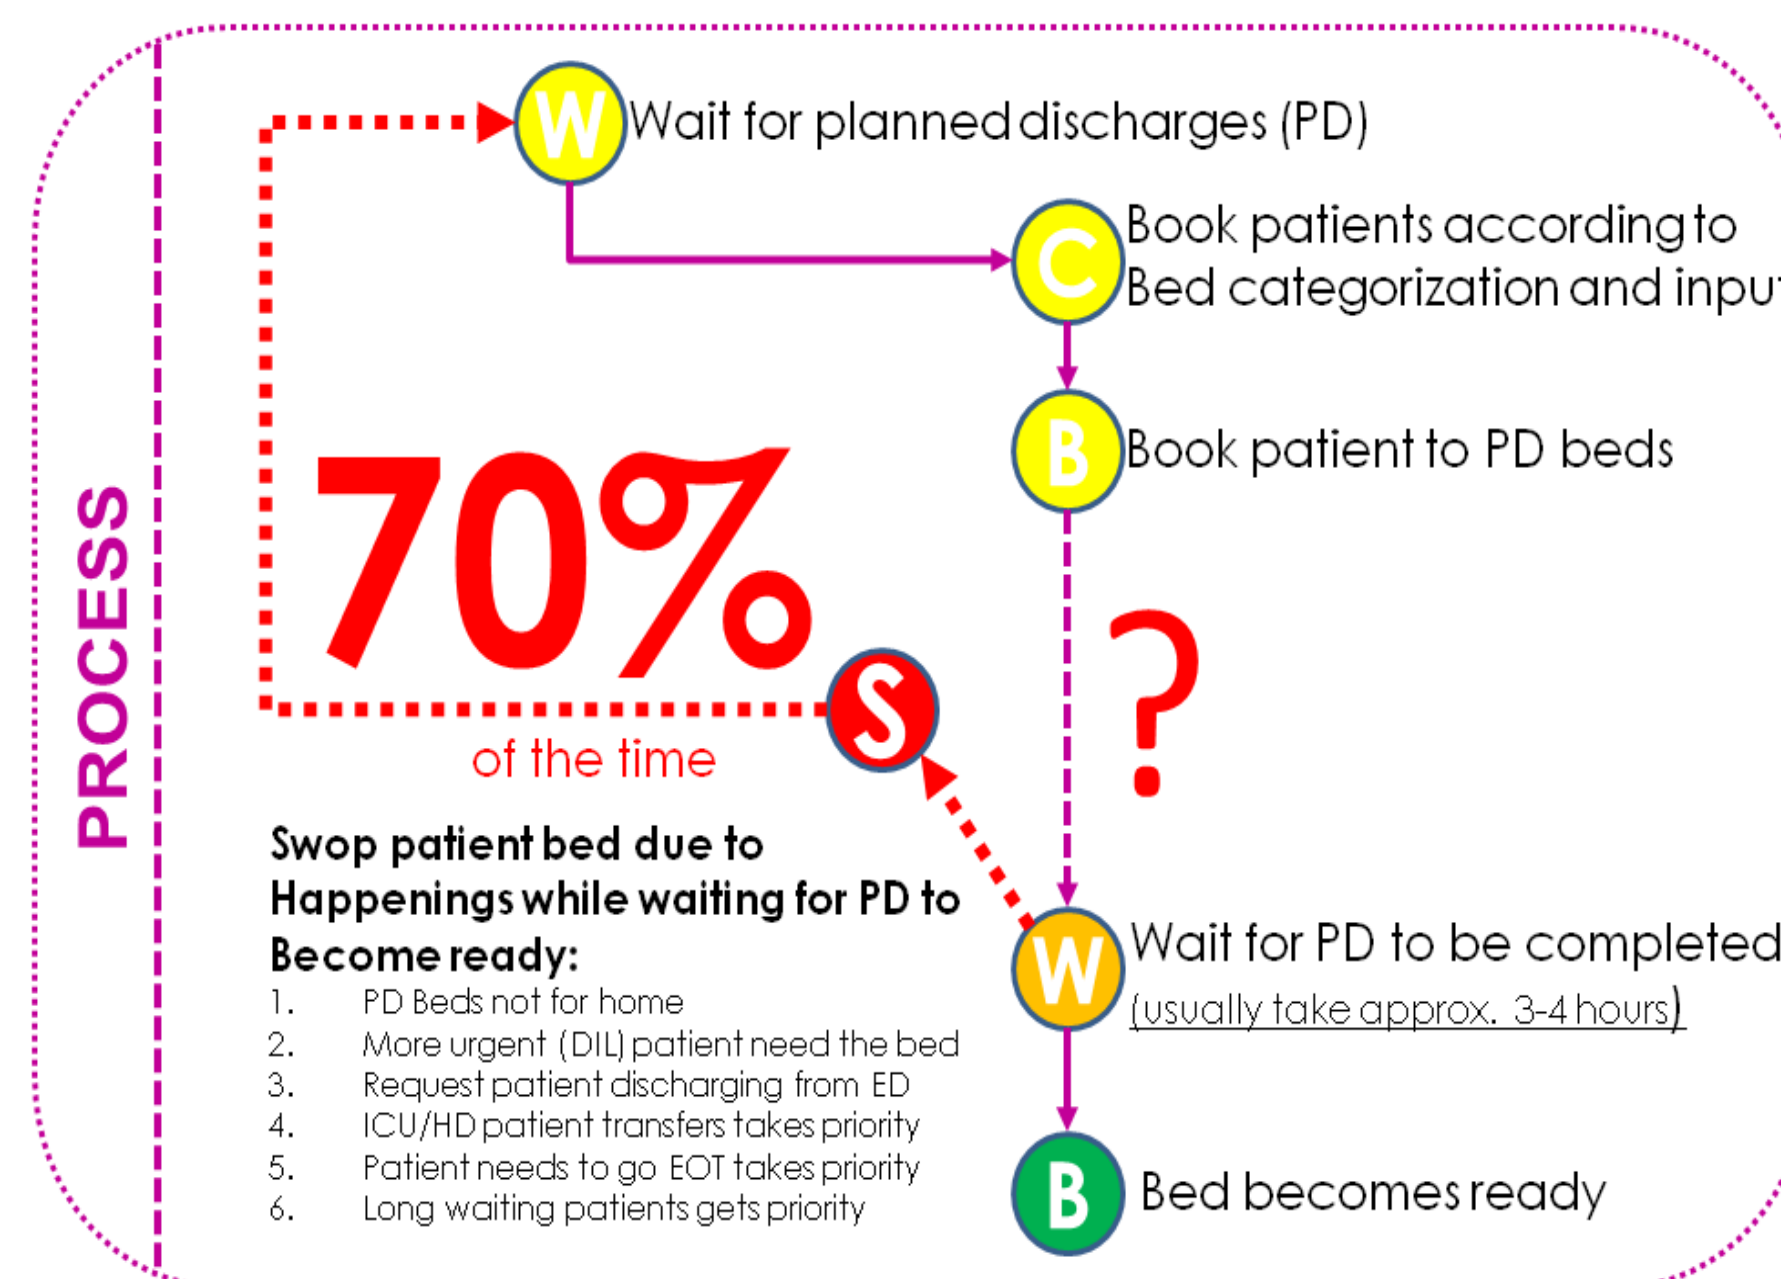 PROCESS
W
Wait for planned discharges (PD)
C
Book patients according to
Bed categorization and input
B
Book patient to PD beds
70%
of the time
S
?
Swop patient bed due to
Happenings while waiting for PD to
Become ready:
1. PD Beds not for home
2. More urgent (DIL) patient need the bed
3. Request patient discharging from ED
4. ICU/HD patient transfers takes priority
5. Patient needs to go EOT takes priority
6. Long waiting patients gets priority
W
Wait for PD to be completed
(usually take approx. 3-4 hours)
B
Bed becomes ready